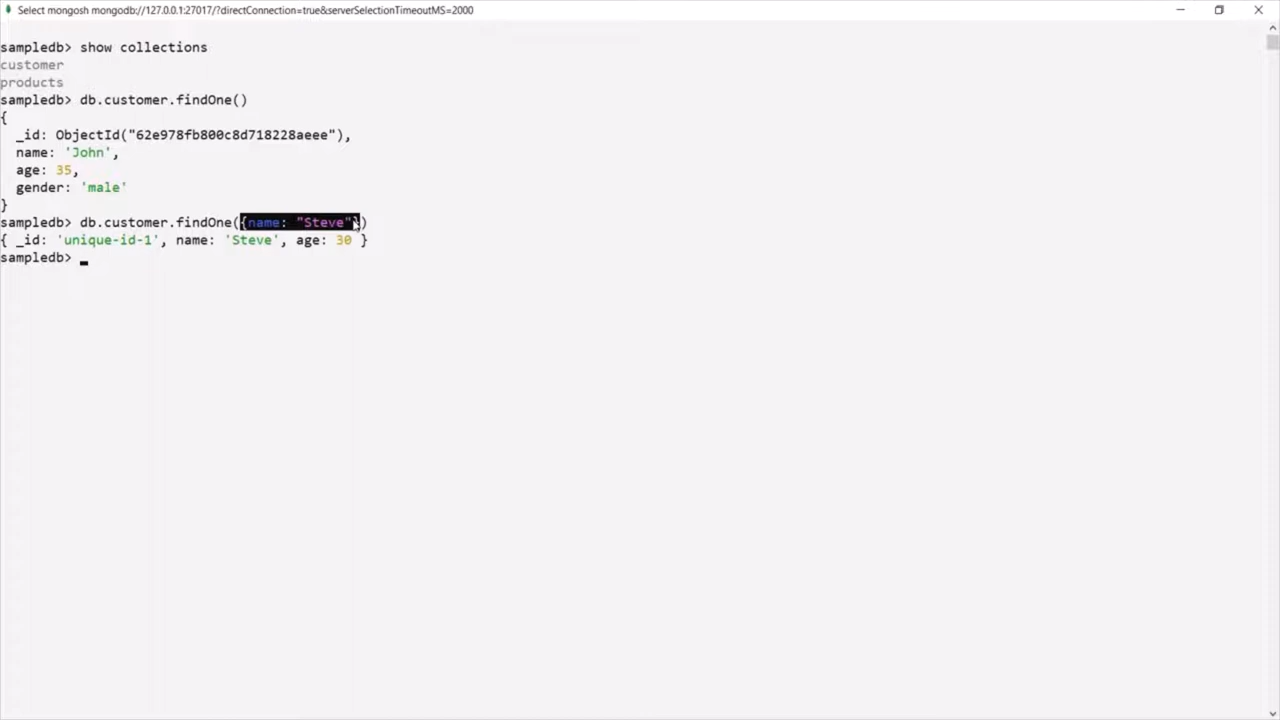 Select mongosh mongodb://127.0.0.1:27017/?directConnection=true&serverSelectionTimeoutMS=2000
sampledb> show collections
customer
products
sampledb> db.customer.findOne()
{
  _id: ObjectId("62e978fb800c8d718228aeee"),
  name: 'John',
  age: 35,
  gender: 'male'
}
sampledb> db.customer.findOne({name: "Steve"})
{ _id: 'unique-id-1', name: 'Steve', age: 30 }
sampledb>